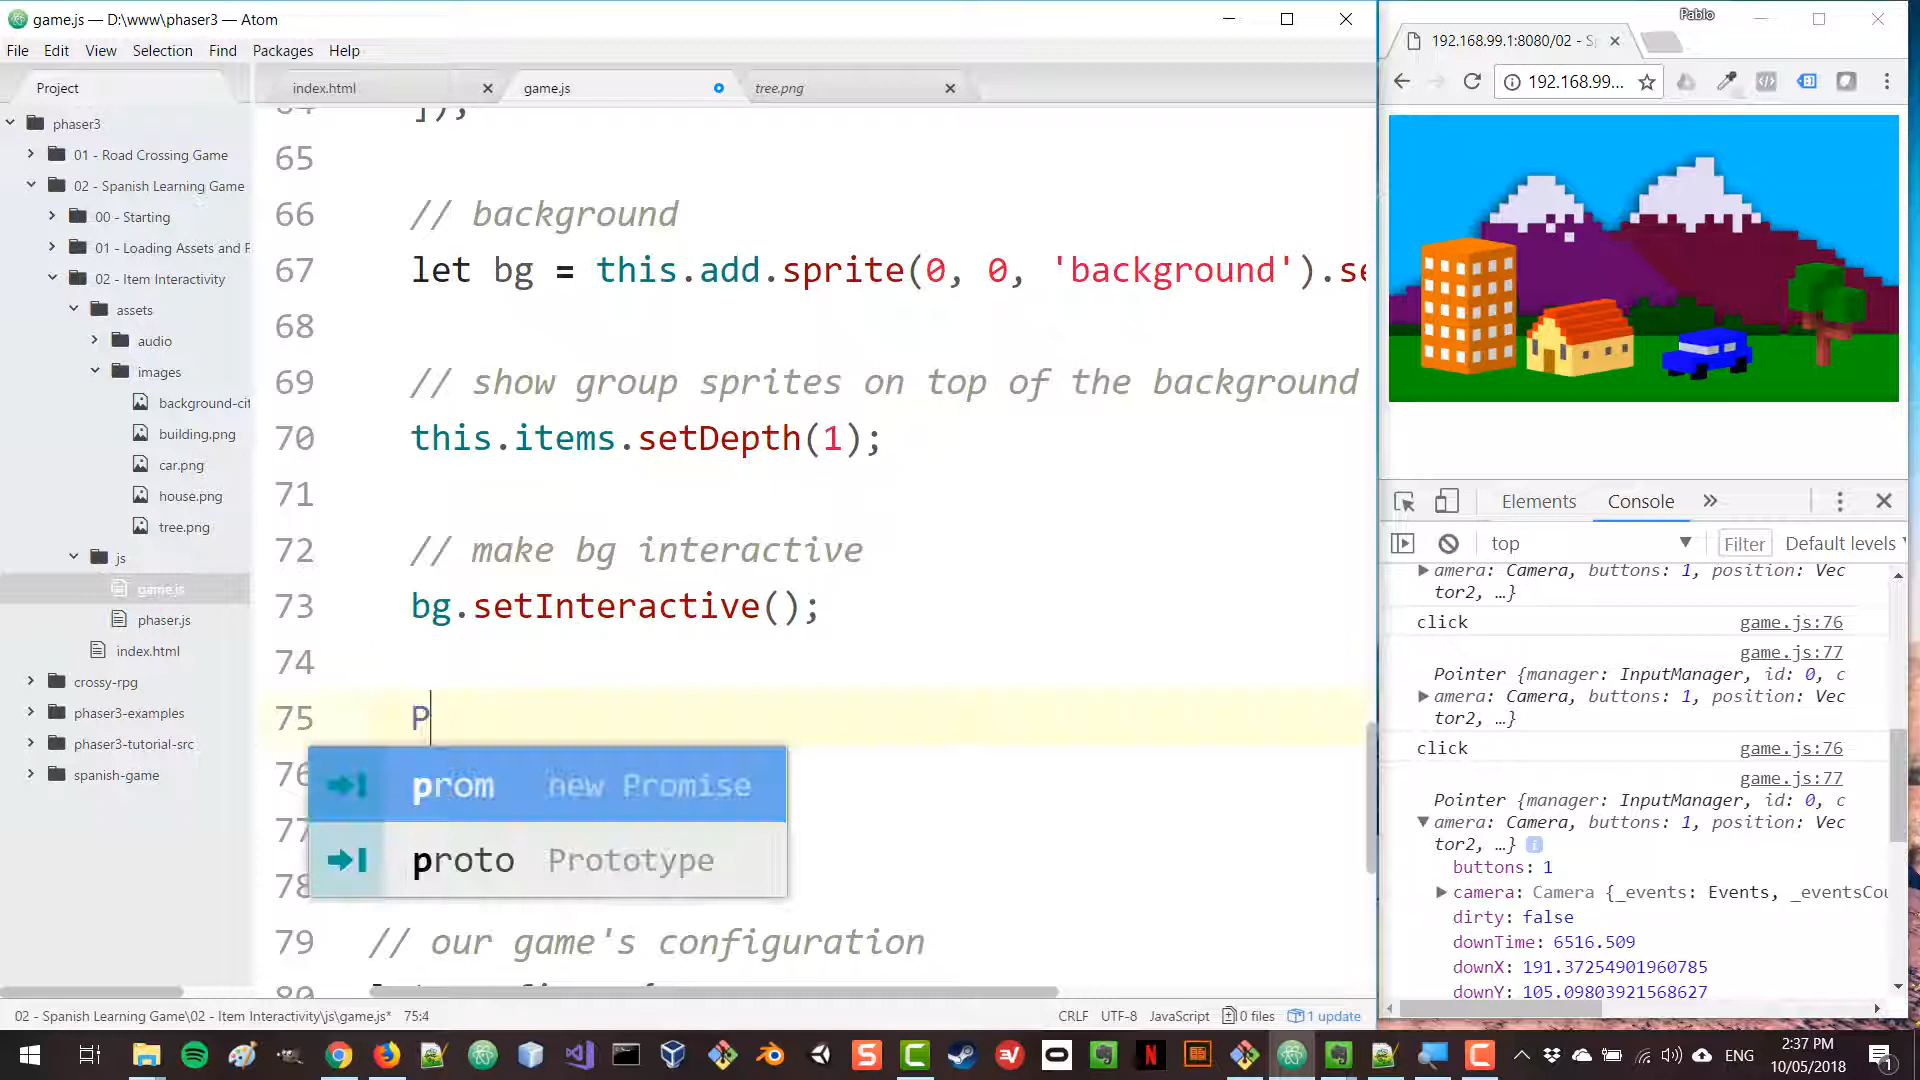 game.js — D:\www\phaser3 — Atom
File Edit View Selection Find Packages Help
Project
index.html
game.js
tree.png
phaser3
01 - Road Crossing Game
02 - Spanish Learning Game
00 - Starting
01 - Loading Assets and F
02 - Item Interactivity
assets
audio
images
background-cit
building.png
car.png
house.png
tree.png
js
game.js
phaser.js
index.html
crossy-rpg
phaser3-examples
phaser3-tutorial-src
spanish-game
64 ]);
65
66 // background
67 let bg = this.add.sprite(0, 0, 'background').se
68
69 // show group sprites on top of the background
70 this.items.setDepth(1);
71
72 // make bg interactive
73 bg.setInteractive();
74
75 P
76
prom new Promise
77
proto Prototype
78
79 // our game's configuration
80
02 - Spanish Learning Game\02 - Item Interactivity\js\game.js* 75:4
CRLF UTF-8 JavaScript 0 files 1 update
Pablo
192.168.99.1:8080/02 - S
192.168.99...
Elements Console
top Filter Default levels
amera: Camera, buttons: 1, position: Vec
tor2, …}
click game.js:76
game.js:77
Pointer {manager: InputManager, id: 0, c
amera: Camera, buttons: 1, position: Vec
tor2, …}
click game.js:76
game.js:77
Pointer {manager: InputManager, id: 0, c
amera: Camera, buttons: 1, position: Vec
tor2, …}
buttons: 1
camera: Camera {_events: Events, _eventsCou
dirty: false
downTime: 6516.509
downX: 191.37254901960785
downY: 105.09803921568627
ENG
2:37 PM
10/05/2018
1